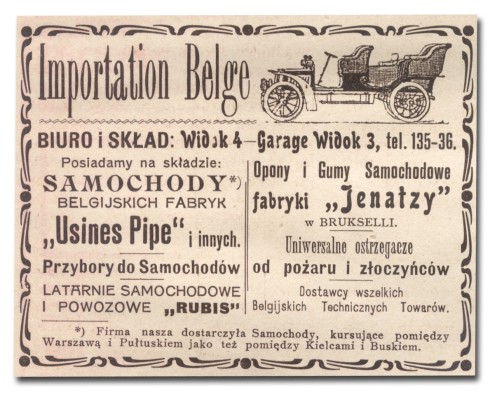 Importation Belge
BIURO i SKŁAD: Widok 4—Garage Widok 3, tel. 135-36.
Posiadamy na składzie:
SAMOCHODY*)
BELGIJSKICH FABRYK
„Usines Pipe“ i innych.
Przybory do Samochodów
LATARNIE SAMOCHODOWE
I POWOZOWE „RUBIS“
Opony i Gumy Samochodowe
fabryki „Jenatzy”
w BRUKSELLI.
Uniwersalne ostrzegacze
od pożaru i złoczyńców
Dostawcy wszelkich
Belgijskich Technicznych Towarów.
*) Firma nasza dostarczyła Samochody, kursujące pomiędzy
Warszawą i Pułtuskiem jako też pomiędzy Kielcami i Buskiem.